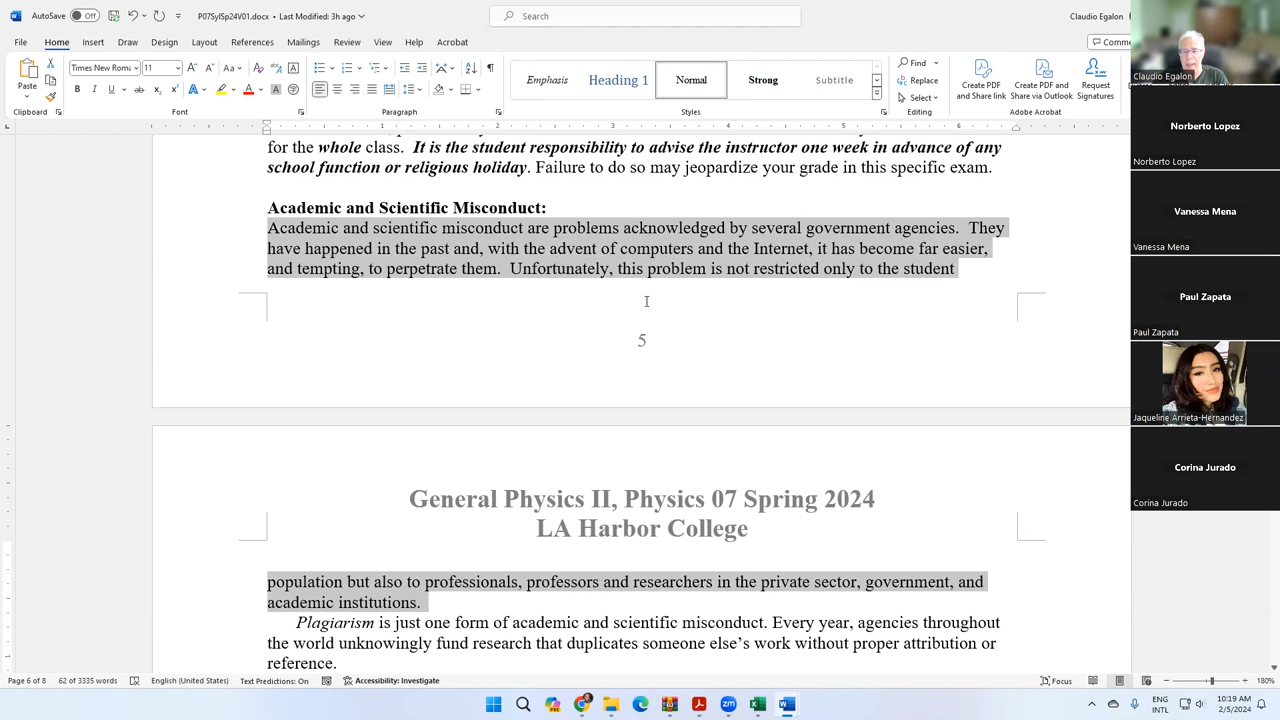 AutoSave
Off
P07SylSp24V01.docx • Last Modified: 3h ago
Search
Claudio Egalon
File
Home
Insert
Draw
Design
Layout
References
Mailings
Review
View
Help
Acrobat
Comme
Paste
Times New Roma
11
Emphasis
Heading 1
Normal
Strong
Subtitle
Find
Replace
Select
Create PDF
and Share link
Create PDF and
Share via Outlook
Request
Signatures
Clipboard
Font
Paragraph
Styles
Editing
Adobe Acrobat
for the whole class. It is the student responsibility to advise the instructor one week in advance of any
school function or religious holiday. Failure to do so may jeopardize your grade in this specific exam.
Academic and Scientific Misconduct:
Academic and scientific misconduct are problems acknowledged by several government agencies. They
have happened in the past and, with the advent of computers and the Internet, it has become far easier,
and tempting, to perpetrate them. Unfortunately, this problem is not restricted only to the student
5
General Physics II, Physics 07 Spring 2024
LA Harbor College
population but also to professionals, professors and researchers in the private sector, government, and
academic institutions.
Plagiarism is just one form of academic and scientific misconduct. Every year, agencies throughout
the world unknowingly fund research that duplicates someone else's work without proper attribution or
reference.
Claudio Egalon
Norberto Lopez
Norberto Lopez
Vanessa Mena
Vanessa Mena
Paul Zapata
Paul Zapata
Jaqueline Arrieta-Hernandez
Corina Jurado
Corina Jurado
Page 6 of 8
62 of 3335 words
English (United States)
Text Predictions: On
Accessibility: Investigate
Focus
180%
ENG
INTL
10:19 AM
2/5/2024